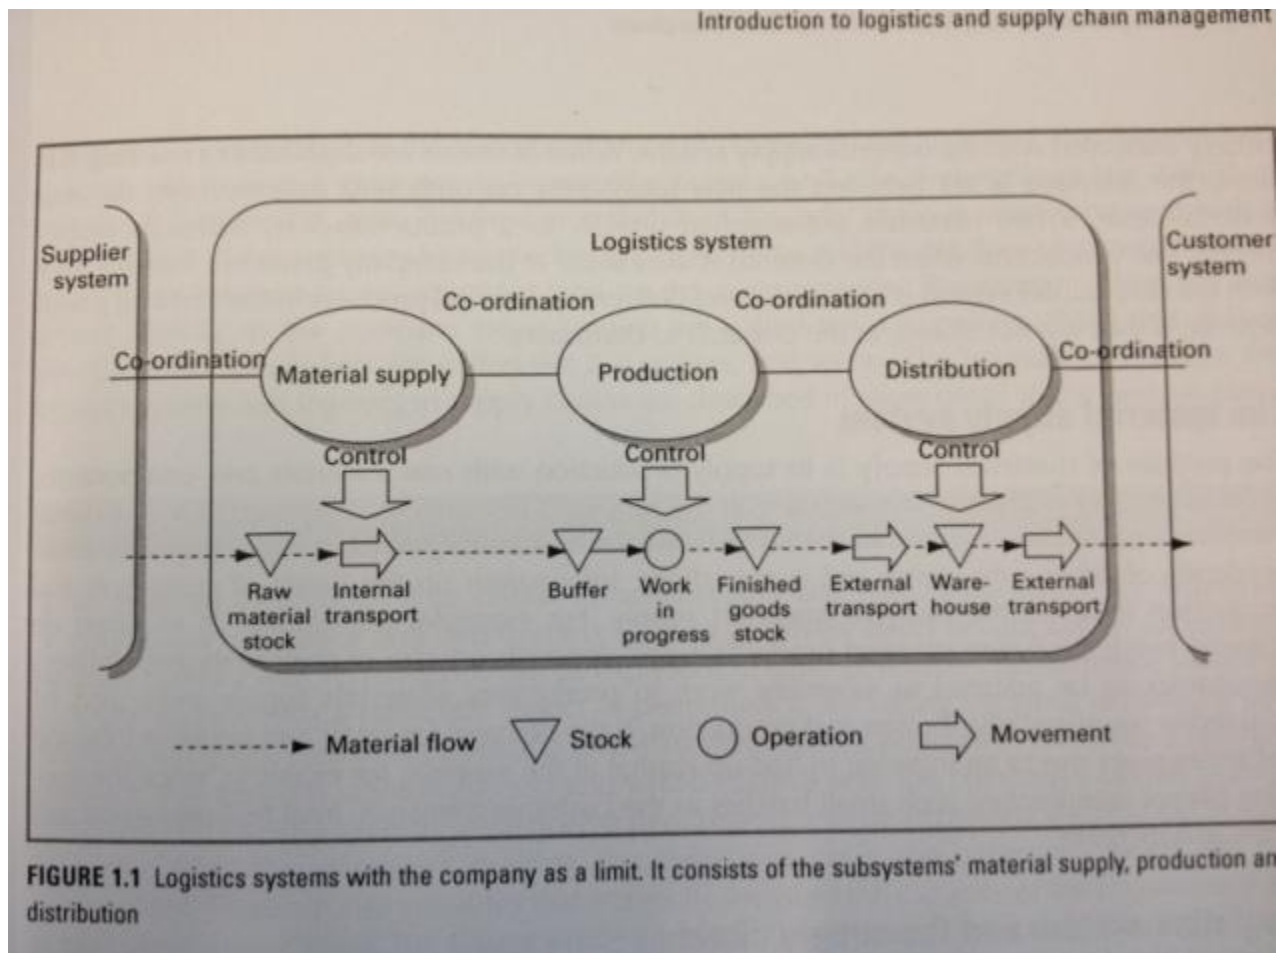 Introduction to logistics and supply chain management
Logistics system
Supplier
system
Customer
system
Co-ordination
Co-ordination
Co-ordination
Co-ordination
Material supply
Production
Distribution
Control
Control
Control
Raw
material
stock
Internal
transport
Buffer
Work
in
progress
Finished
goods
stock
External
transport
Ware-
house
External
transport
Material flow
Stock
Operation
Movement
FIGURE 1.1 Logistics systems with the company as a limit. It consists of the subsystems' material supply, production an
distribution